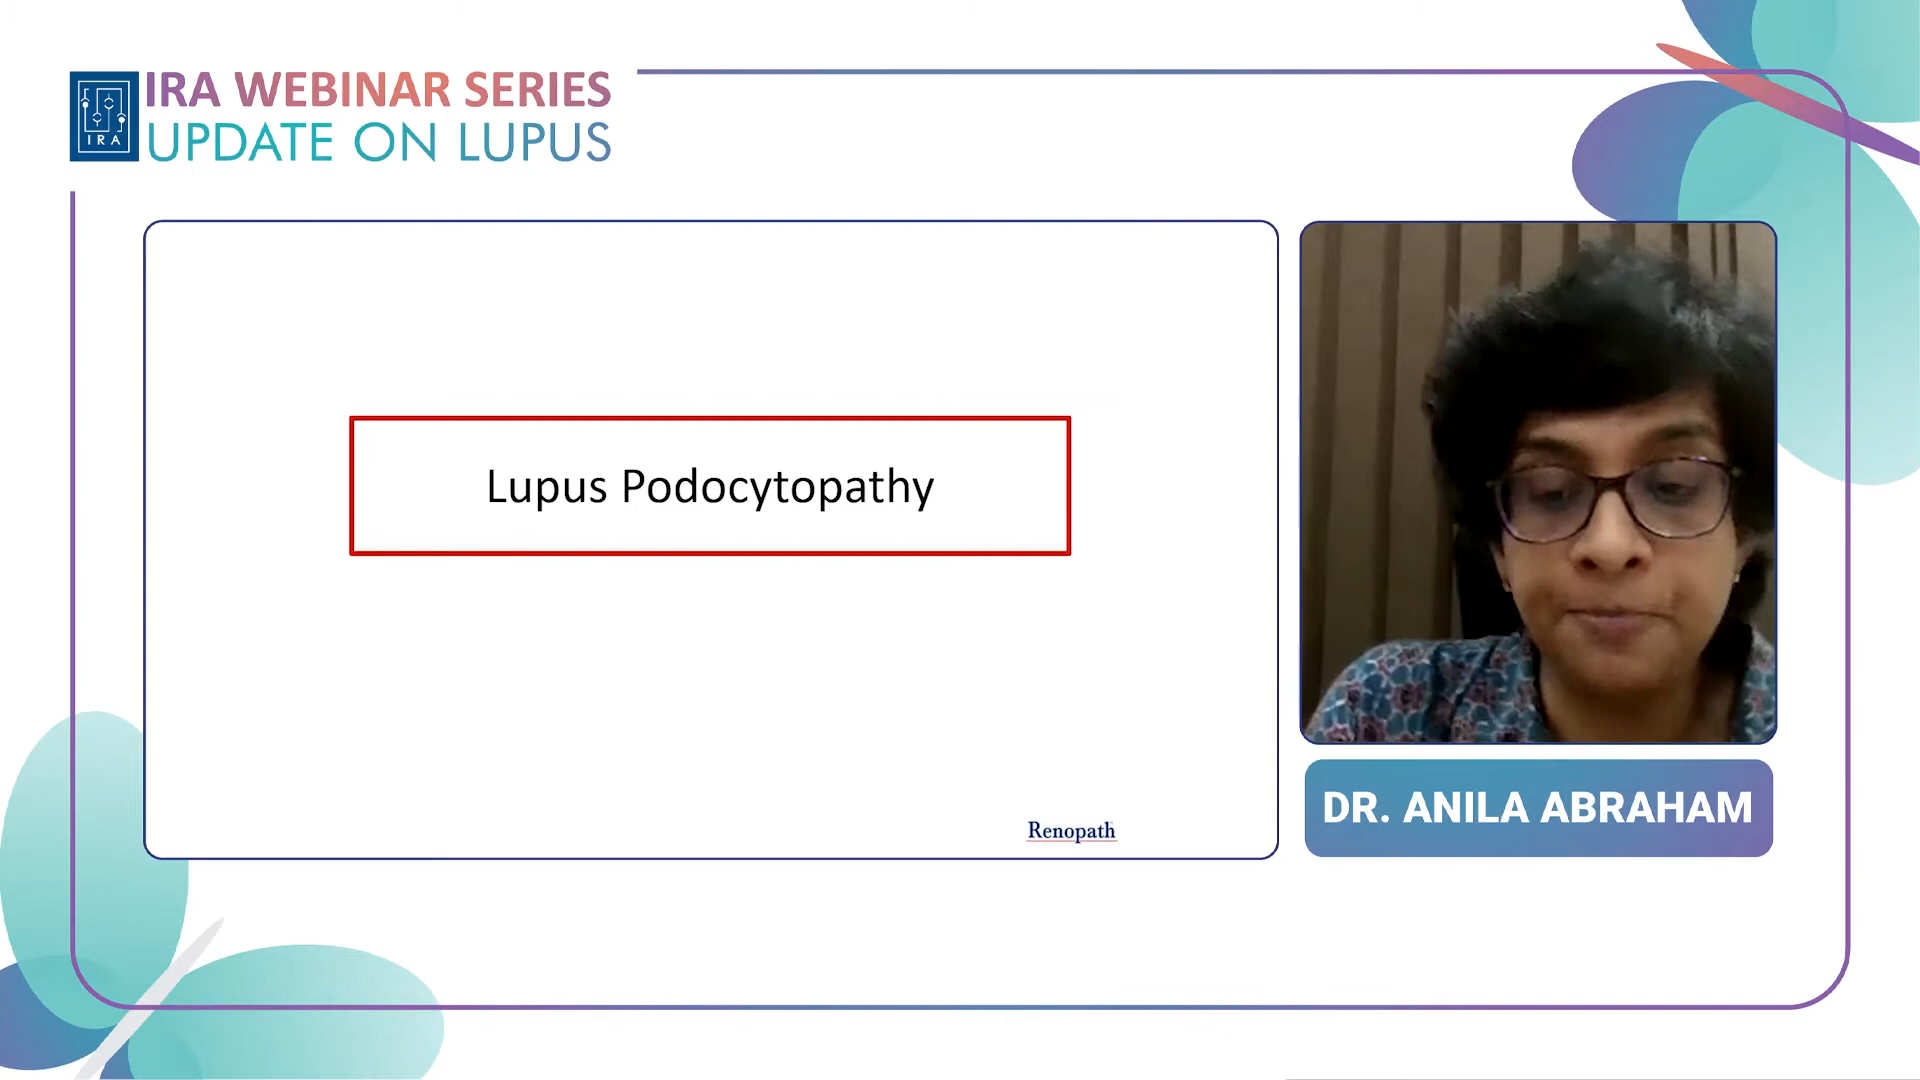 IRA WEBINAR SERIES
UPDATE ON LUPUS
IRA
Lupus Podocytopathy
Renopath
DR. ANILA ABRAHAM